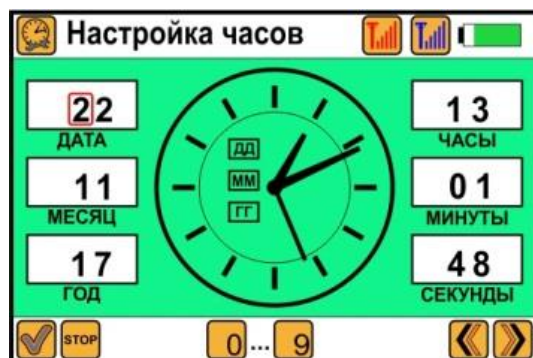 Настройка часов
22
ДАТА
11
МЕСЯЦ
17
ГОД
ДД
ММ
ГГ
13
ЧАСЫ
01
МИНУТЫ
48
СЕКУНДЫ
STOP
0 ... 9